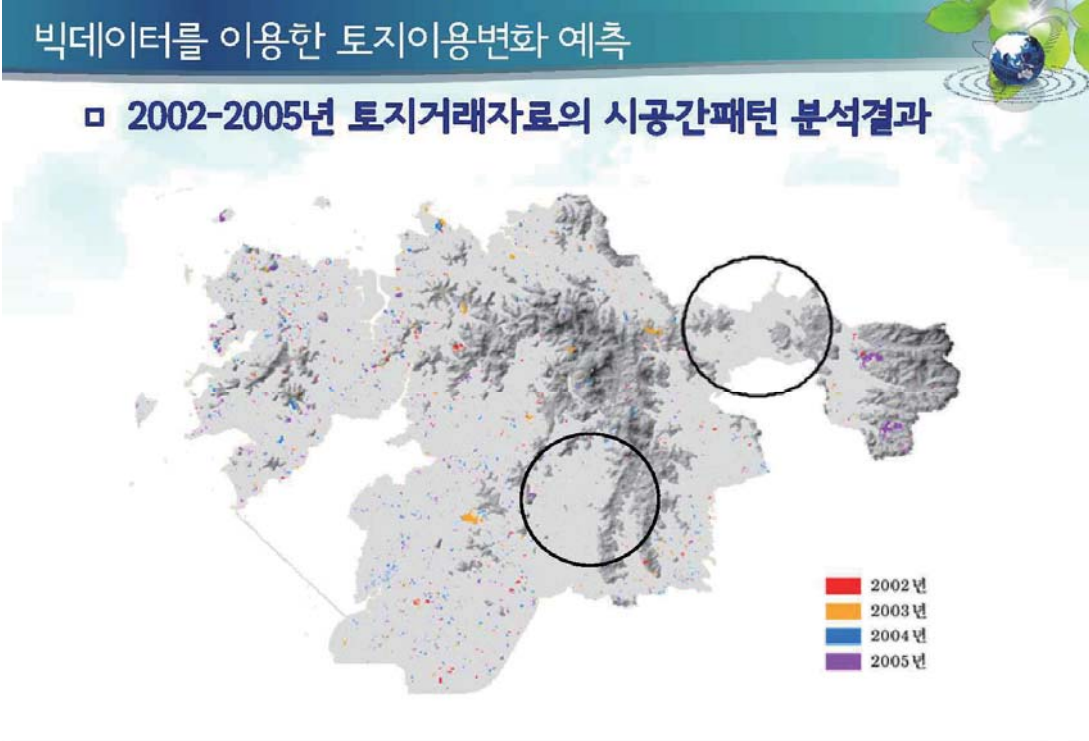 빅데이터를 이용한 토지이용변화 예측
2002-2005년 토지거래자료의 시공간패턴 분석결과
2002년
2003년
2004년
2005년